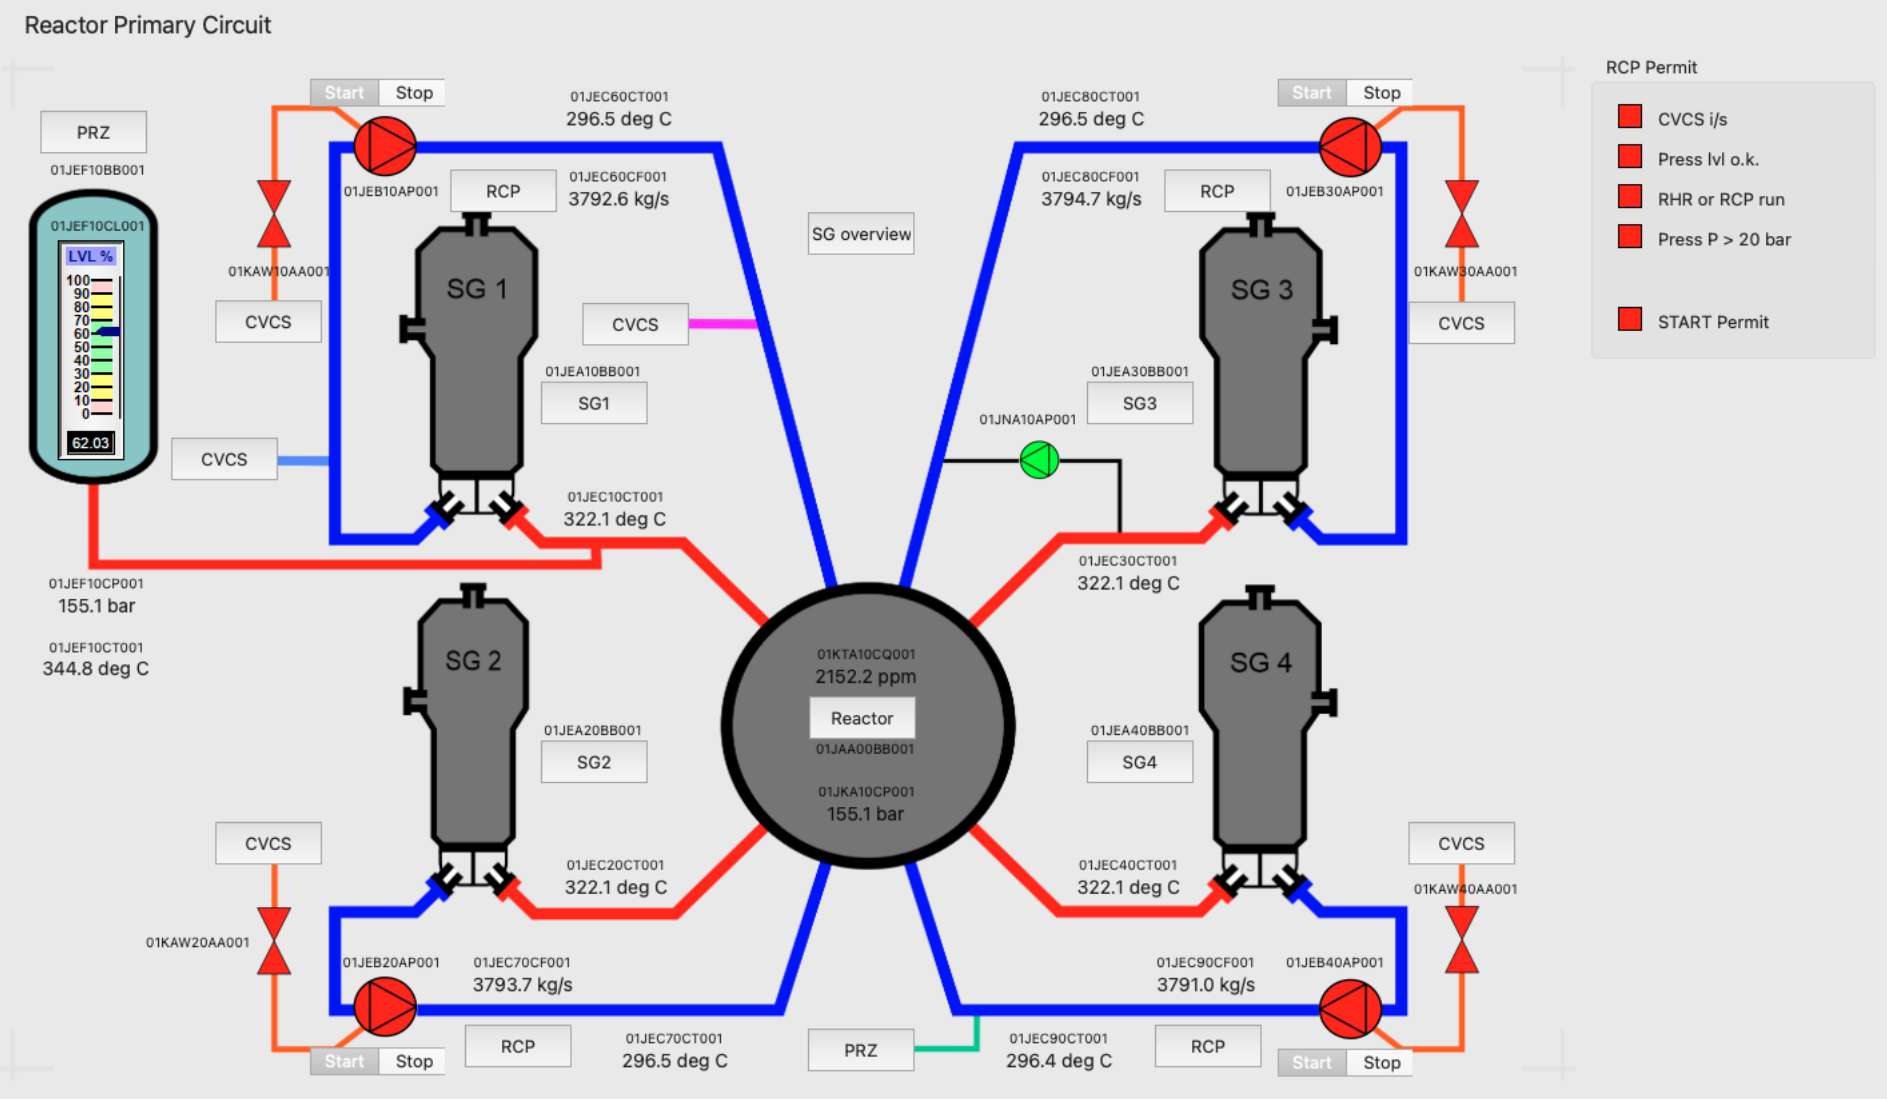 Reactor Primary Circuit
RCP Permit
CVCS i/s
Press lvl o.k.
RHR or RCP run
Press P > 20 bar
START Permit
PRZ
01JEF10BB001
01JEF10CL001
LVL %
100
90
80
70
60
50
40
30
20
10
0
62.03
01JEF10CP001
155.1 bar
01JEF10CT001
344.8 deg C
Start Stop
01JEB10AP001
01JEC60CT001
296.5 deg C
01JEC60CF001
3792.6 kg/s
RCP
01KAW10AA001
CVCS
CVCS
SG 1
CVCS
01JEA10BB001
SG1
01JEC10CT001
322.1 deg C
SG overview
01JEC80CT001
296.5 deg C
01JEC80CF001
3794.7 kg/s
RCP
Start Stop
01JEB30AP001
01KAW30AA001
CVCS
SG 3
01JEA30BB001
SG3
01JNA10AP001
01JEC30CT001
322.1 deg C
01KTA10CQ001
2152.2 ppm
Reactor
01JAA00BB001
01JKA10CP001
155.1 bar
SG 2
01JEA20BB001
SG2
01JEC20CT001
322.1 deg C
CVCS
01KAW20AA001
01JEB20AP001
Start Stop
01JEC70CF001
3793.7 kg/s
RCP
01JEC70CT001
296.5 deg C
PRZ
SG 4
01JEA40BB001
SG4
01JEC40CT001
322.1 deg C
CVCS
01KAW40AA001
01JEC90CF001
3791.0 kg/s
01JEB40AP001
01JEC90CT001
296.4 deg C
RCP
Start Stop